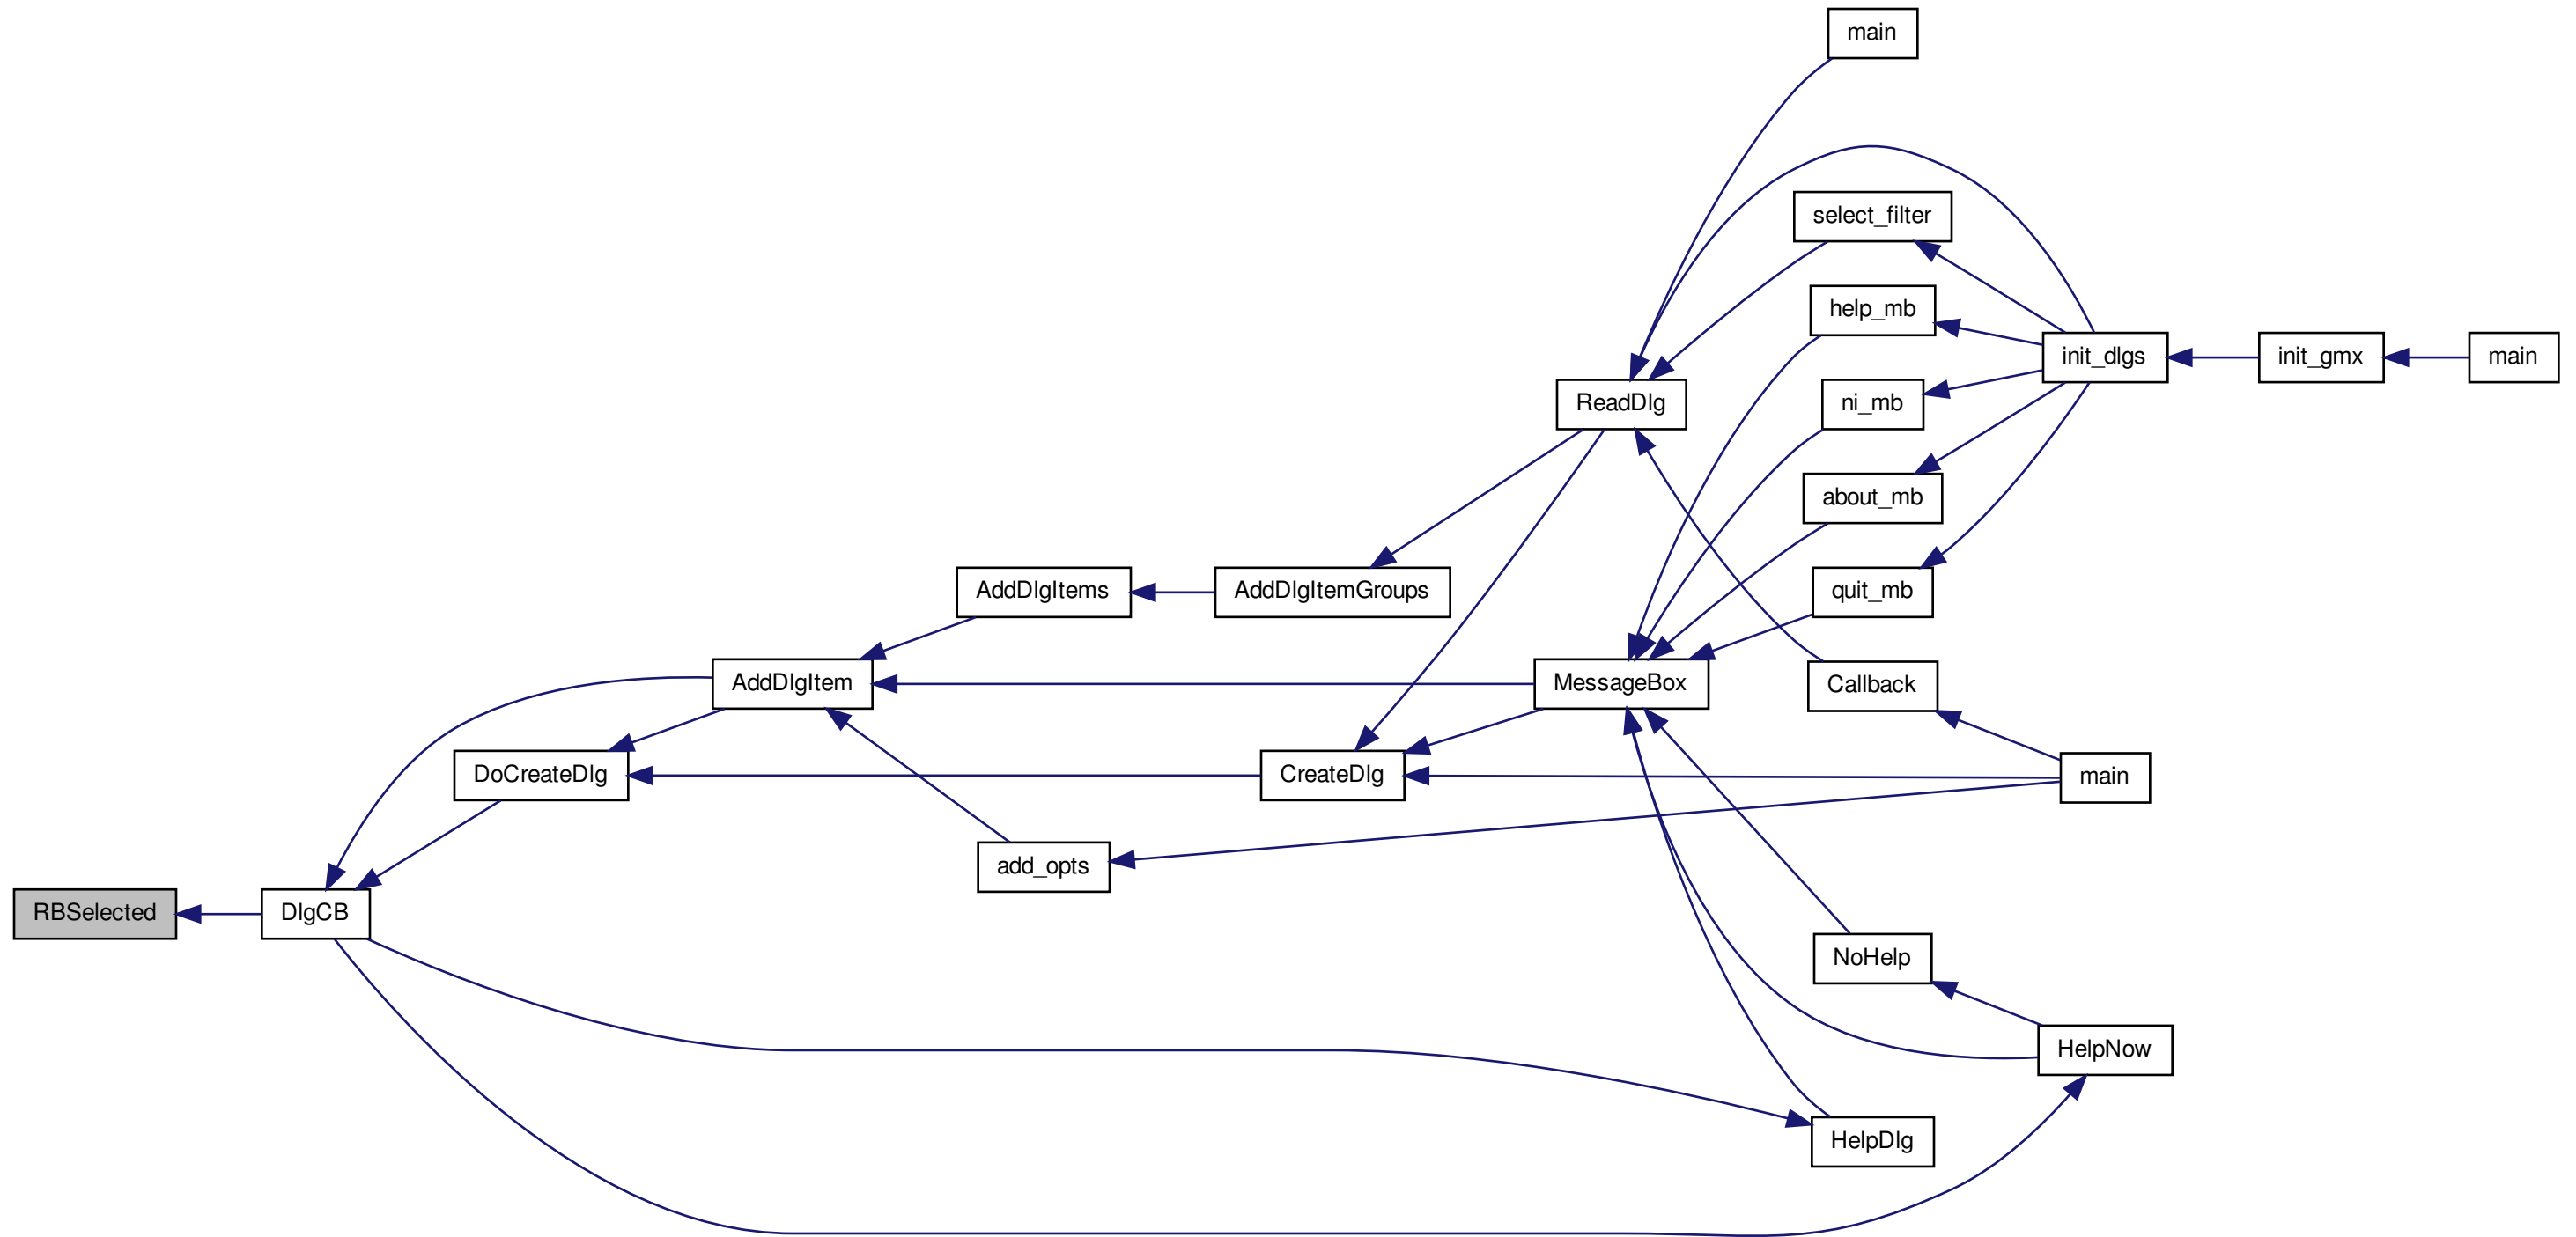 main
select_filter
help_mb
init_dlgs
init_gmx
main
ReadDlg
ni_mb
about_mb
AddDlgItems
AddDlgItemGroups
quit_mb
AddDlgItem
MessageBox
Callback
DoCreateDlg
CreateDlg
main
add_opts
RBSelected
DlgCB
NoHelp
HelpNow
HelpDlg